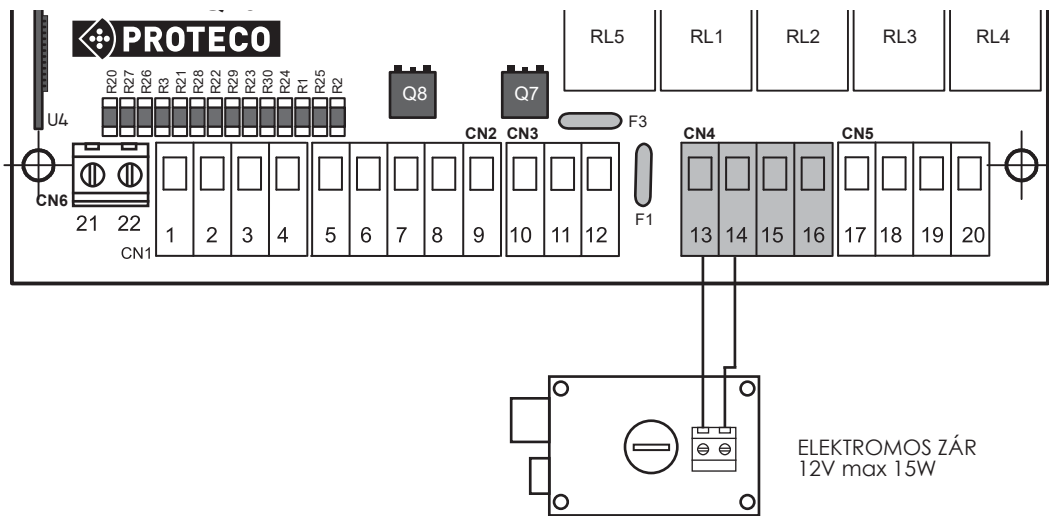 PROTECO
RL5 RL1 RL2 RL3 RL4
R20 R27 R26 R3 R21 R28 R22 R29 R23 R30 R24 R1 R25 R2
Q8 Q7
U4
F3
CN2 CN3 CN4 CN5
CN6
F1
21 22
1 2 3 4 5 6 7 8 9 10 11 12 13 14 15 16 17 18 19 20
CN1
ELEKTROMOS ZÁR
12V max 15W